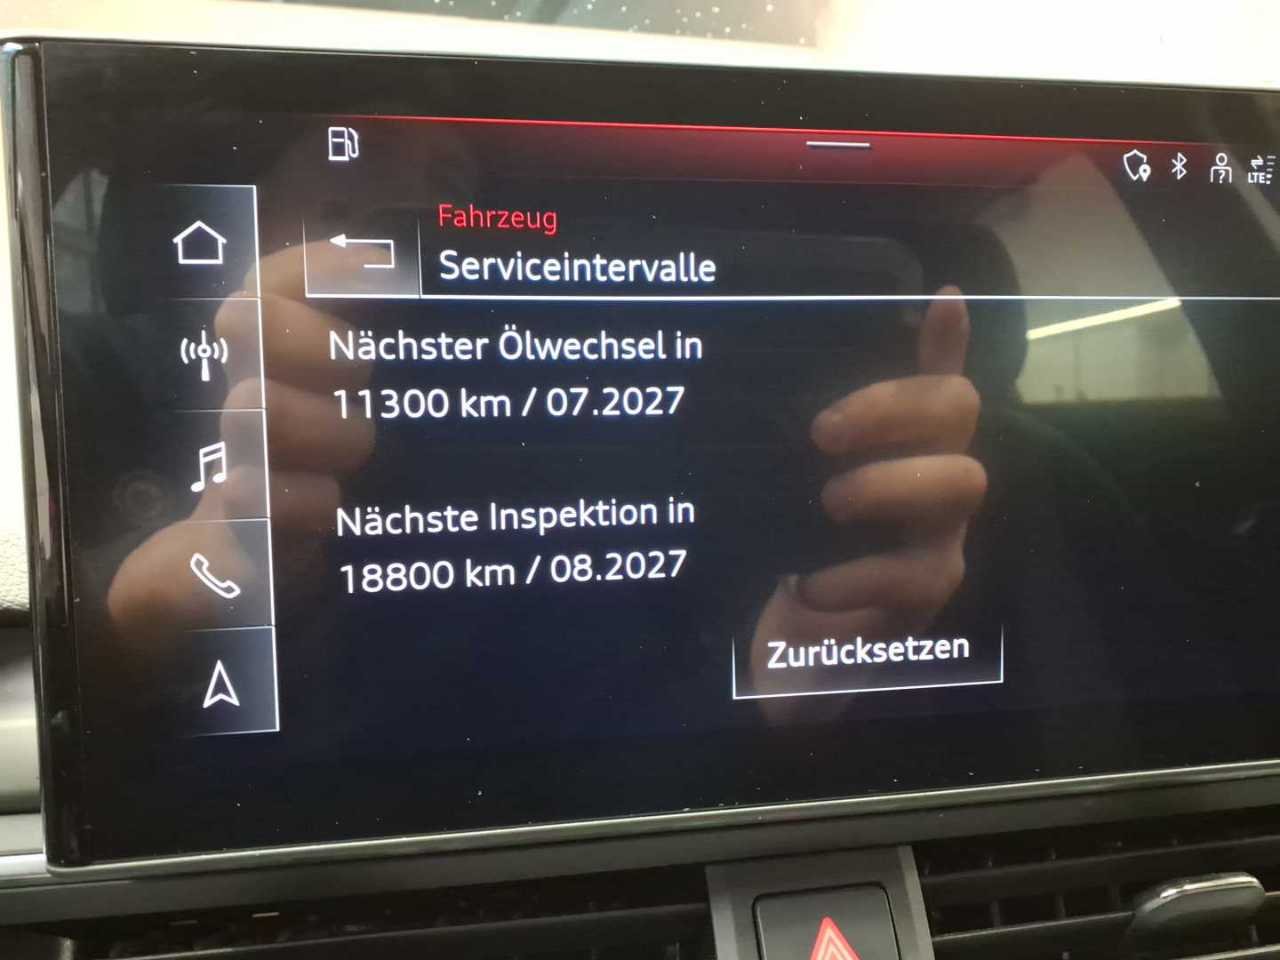 LTE
Fahrzeug
Serviceintervalle
Nächster Ölwechsel in
11300 km / 07.2027
Nächste Inspektion in
18800 km / 08.2027
Zurücksetzen